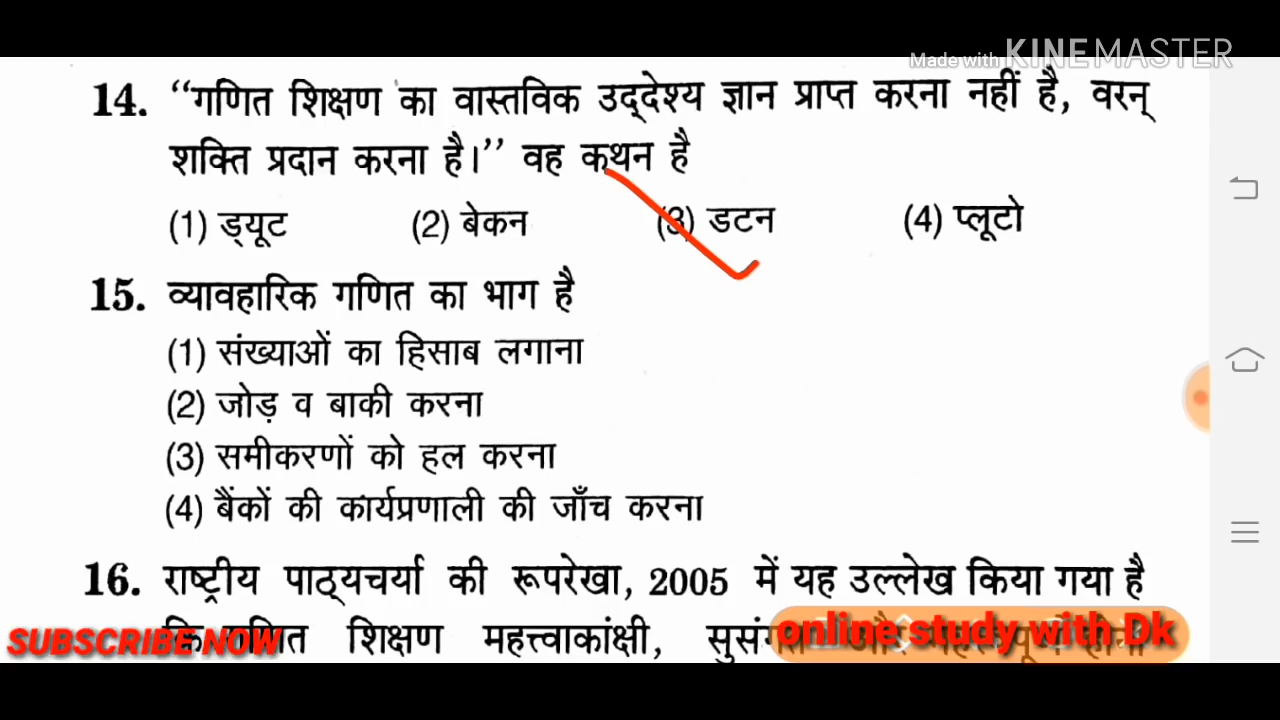 Made with KINEMASTER
14. “गणित शिक्षण का वास्तविक उद्देश्य ज्ञान प्राप्त करना नहीं है, वरन्
शक्ति प्रदान करना है।” वह कथन है
(1) ड्यूट (2) बेकन (3) डटन (4) प्लूटो
15. व्यावहारिक गणित का भाग है
(1) संख्याओं का हिसाब लगाना
(2) जोड़ व बाकी करना
(3) समीकरणों को हल करना
(4) बैंकों की कार्यप्रणाली की जाँच करना
16. राष्ट्रीय पाठ्यचर्या की रूपरेखा, 2005 में यह उल्लेख किया गया है
गणित शिक्षण महत्त्वाकांक्षी,
SUBSCRIBE NOW
online study with Dk